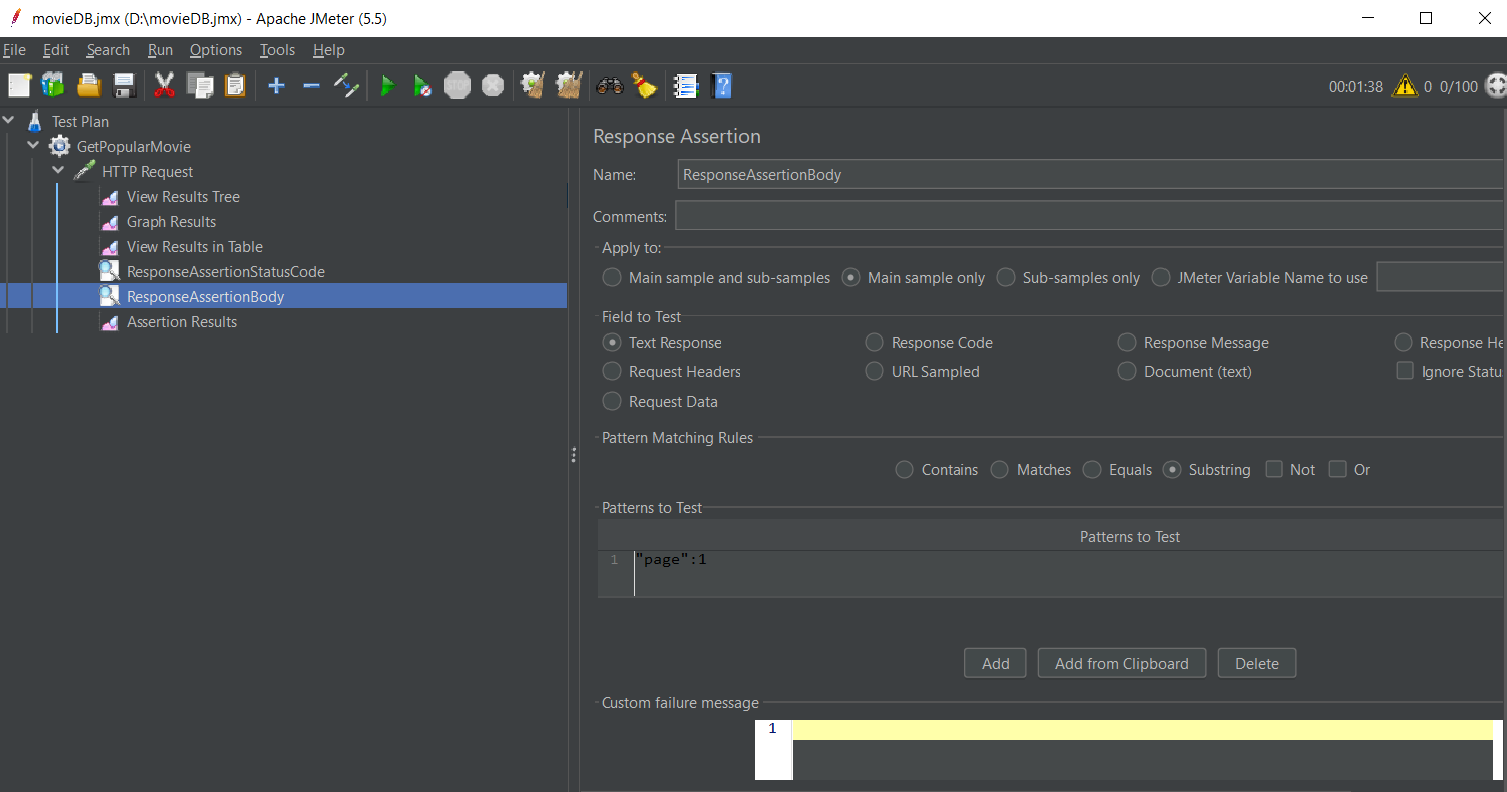 movieDB.jmx (D:\movieDB.jmx) - Apache JMeter (5.5)
File Edit Search Run Options Tools Help
STOP 00:01:38 0 0/100
Test Plan
GetPopularMovie
HTTP Request
View Results Tree
Graph Results
View Results in Table
ResponseAssertionStatusCode
ResponseAssertionBody
Assertion Results
Response Assertion
Name: ResponseAssertionBody
Comments:
Apply to:
Main sample and sub-samples Main sample only Sub-samples only JMeter Variable Name to use
Field to Test
Text Response Response Code Response Message Response He
Request Headers URL Sampled Document (text) Ignore Statu
Request Data
Pattern Matching Rules
Contains Matches Equals Substring Not Or
Patterns to Test
Patterns to Test
1 "page":1
Add Add from Clipboard Delete
Custom failure message
1